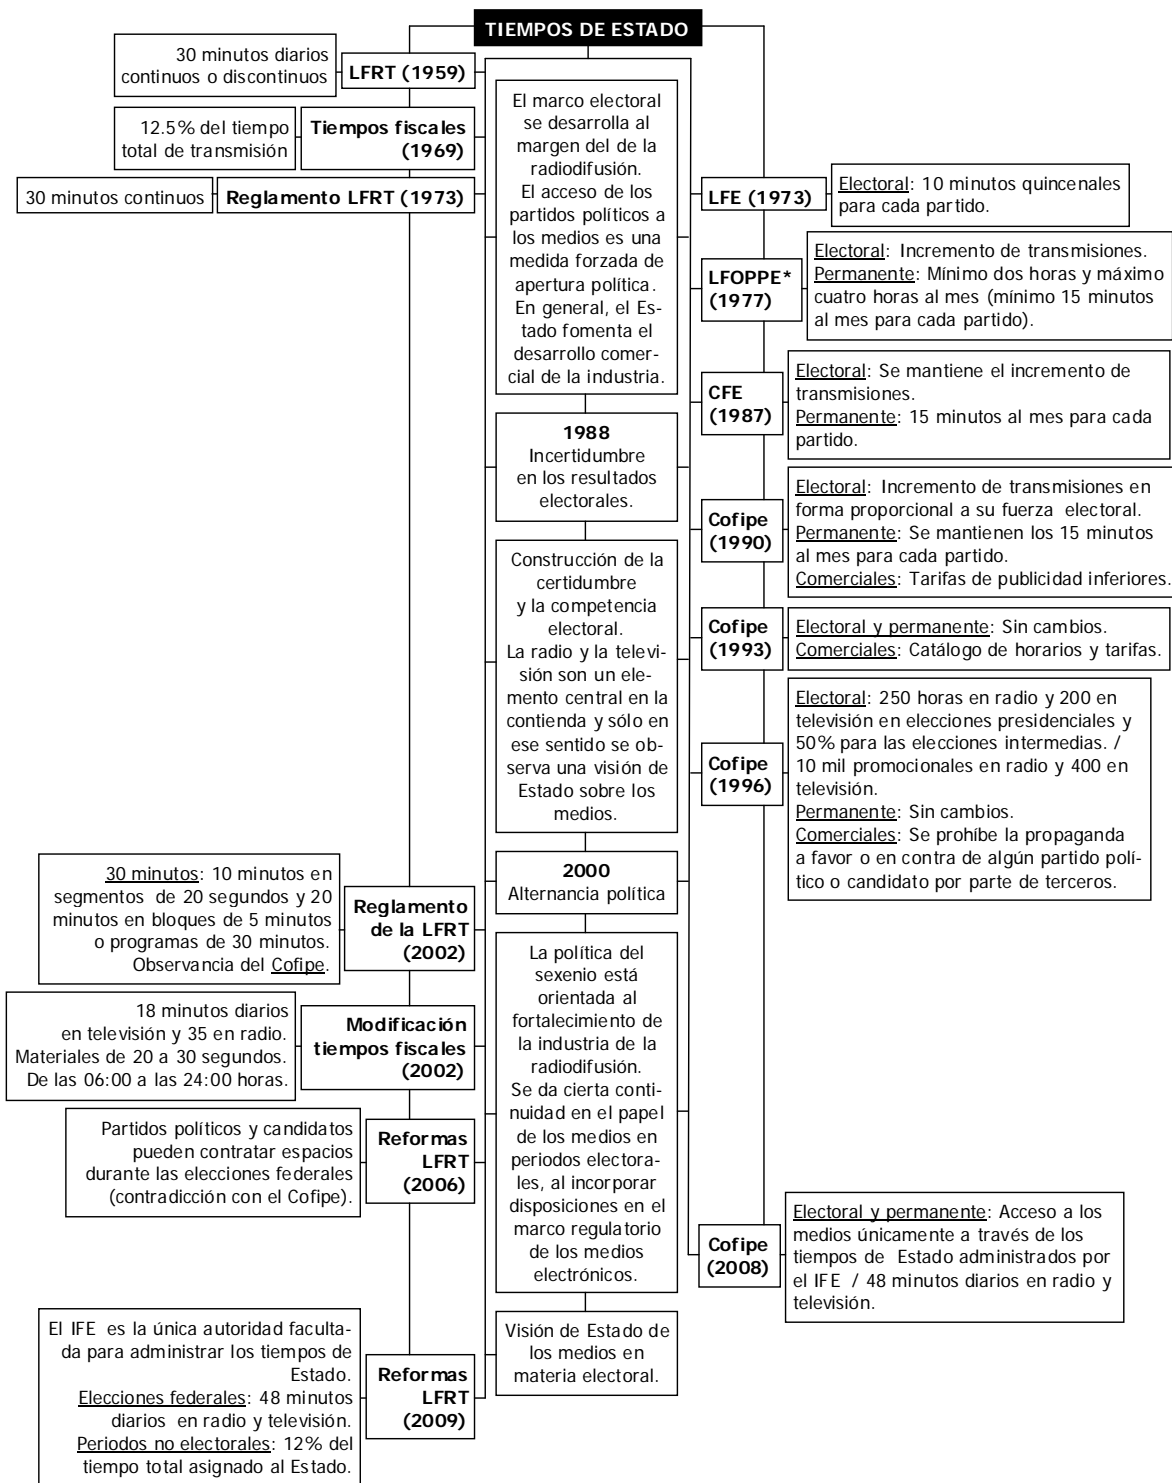 TIEMPOS DE ESTADO
30 minutos diarios
continuos o discontinuos
LFRT (1959)
12.5% del tiempo
total de transmisión
Tiempos fiscales
(1969)
30 minutos continuos
Reglamento LFRT (1973)
El marco electoral
se desarrolla al
margen del de la
radiodifusión.
El acceso de los
partidos políticos a
los medios es una
medida forzada de
apertura política.
En general, el Es-
tado fomenta el
desarrollo comer-
cial de la industria.
LFE (1973)
Electoral: 10 minutos quincenales
para cada partido.
LFOPPE*
(1977)
Electoral: Incremento de transmisiones.
Permanente: Mínimo dos horas y máximo
cuatro horas al mes (mínimo 15 minutos
al mes para cada partido).
CFE
(1987)
Electoral: Se mantiene el incremento de
transmisiones.
Permanente: 15 minutos al mes para cada
partido.
1988
Incertidumbre
en los resultados
electorales.
Cofipe
(1990)
Electoral: Incremento de transmisiones en
forma proporcional a su fuerza electoral.
Permanente: Se mantienen los 15 minutos
al mes para cada partido.
Comerciales: Tarifas de publicidad inferiores.
Construcción de la
certidumbre
y la competencia
electoral.
La radio y la televi-
sión son un ele-
mento central en la
contienda y sólo en
ese sentido se ob-
serva una visión de
Estado sobre los
medios.
Cofipe
(1993)
Electoral y permanente: Sin cambios.
Comerciales: Catálogo de horarios y tarifas.
Cofipe
(1996)
Electoral: 250 horas en radio y 200 en
televisión en elecciones presidenciales y
50% para las elecciones intermedias. /
10 mil promocionales en radio y 400 en
televisión.
Permanente: Sin cambios.
Comerciales: Se prohíbe la propaganda
a favor o en contra de algún partido polí-
tico o candidato por parte de terceros.
2000
Alternancia política
30 minutos: 10 minutos en
segmentos de 20 segundos y 20
minutos en bloques de 5 minutos
o programas de 30 minutos.
Observancia del Cofipe.
Reglamento
de la LFRT
(2002)
18 minutos diarios
en televisión y 35 en radio.
Materiales de 20 a 30 segundos.
De las 06:00 a las 24:00 horas.
Modificación
tiempos fiscales
(2002)
Partidos políticos y candidatos
pueden contratar espacios
durante las elecciones federales
(contradicción con el Cofipe).
Reformas
LFRT
(2006)
La política del
sexenio está
orientada al
fortalecimiento de
la industria de la
radiodifusión.
Se da cierta conti-
nuidad en el papel
de los medios en
periodos electora-
les, al incorporar
disposiciones en el
marco regulatorio
de los medios
electrónicos.
Cofipe
(2008)
Electoral y permanente: Acceso a los
medios únicamente a través de los
tiempos de Estado administrados por
el IFE / 48 minutos diarios en radio y
televisión.
Visión de Estado de
los medios en
materia electoral.
El IFE es la única autoridad faculta-
da para administrar los tiempos de
Estado.
Elecciones federales: 48 minutos
diarios en radio y televisión.
Periodos no electorales: 12% del
tiempo total asignado al Estado.
Reformas
LFRT
(2009)